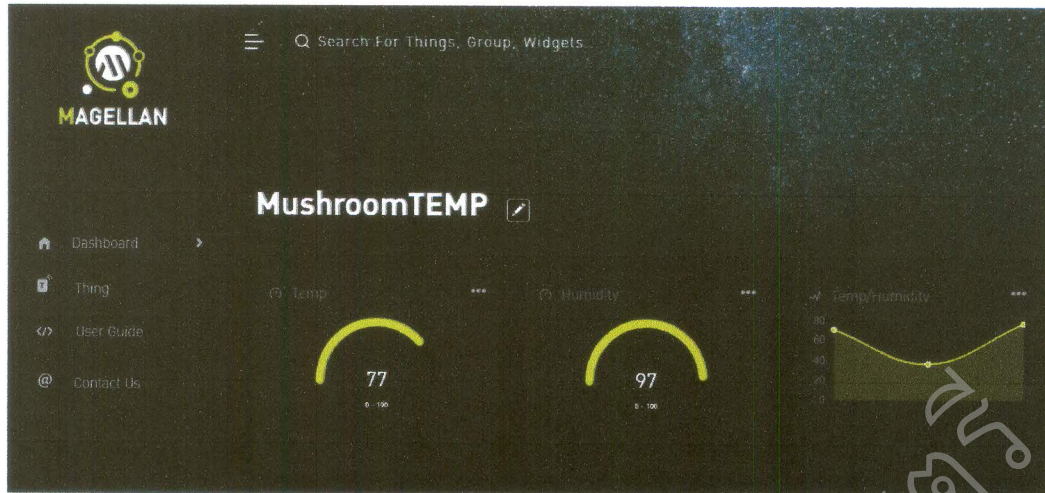 Search For Things, Group, Widgets...
MAGELLAN
MushroomTEMP
Dashboard
Thing
User Guide
Contact Us
Temp
77
0 - 100
Humidity
97
0 - 100
Temp/Humidity
80
60
40
20
0